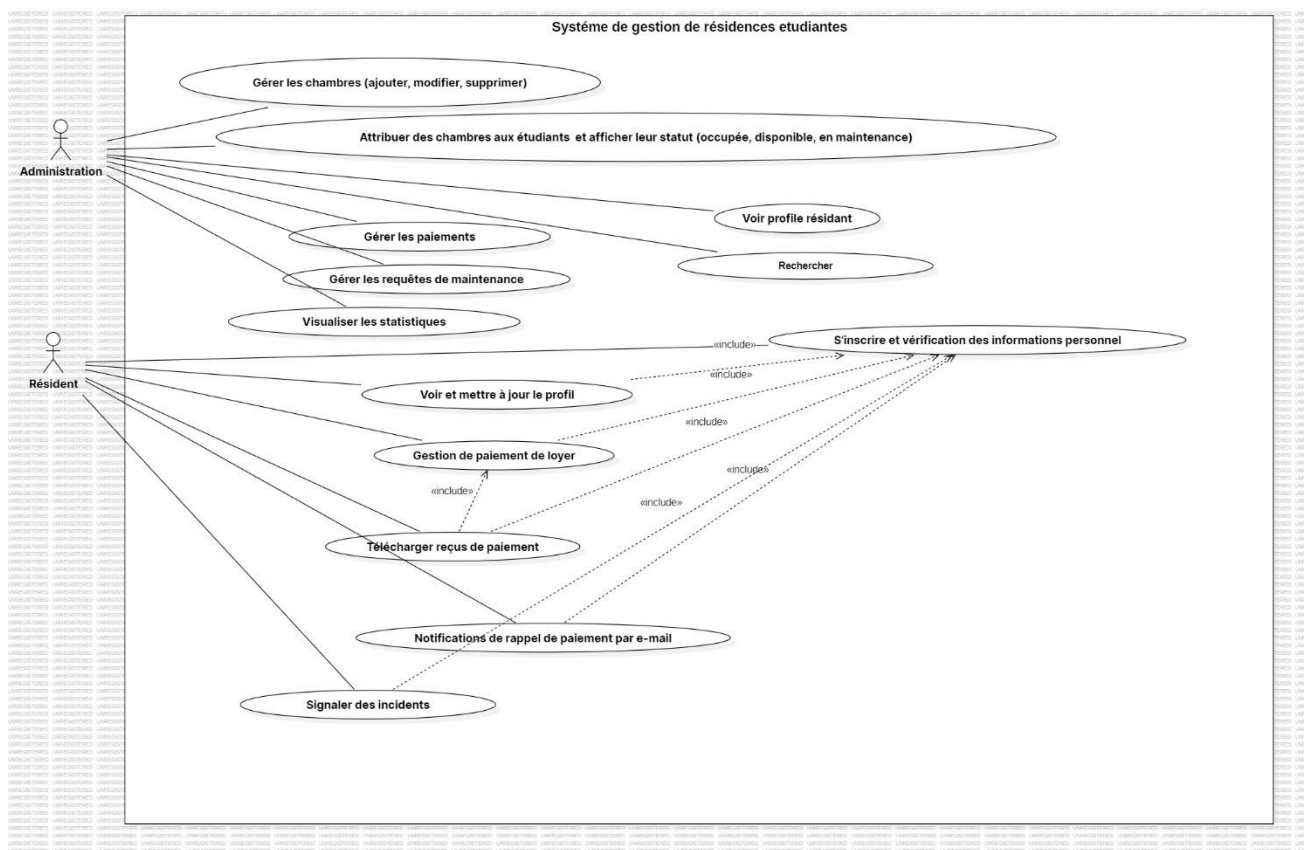 Systéme de gestion de résidences etudiantes
Gérer les chambres (ajouter, modifier, supprimer)
Attribuer des chambres aux étudiants et afficher leur statut (occupée, disponible, en maintenance)
Administration
Voir profile résidant
Gérer les paiements
Rechercher
Gérer les requêtes de maintenance
Visualiser les statistiques
S'inscrire et vérification des informations personnel
«include»
Résident
«include»
Voir et mettre à jour le profil
«include»
Gestion de paiement de loyer
«include»
«include»
«include»
Télécharger reçus de paiement
Notifications de rappel de paiement par e-mail
Signaler des incidents
UNREGISTERED